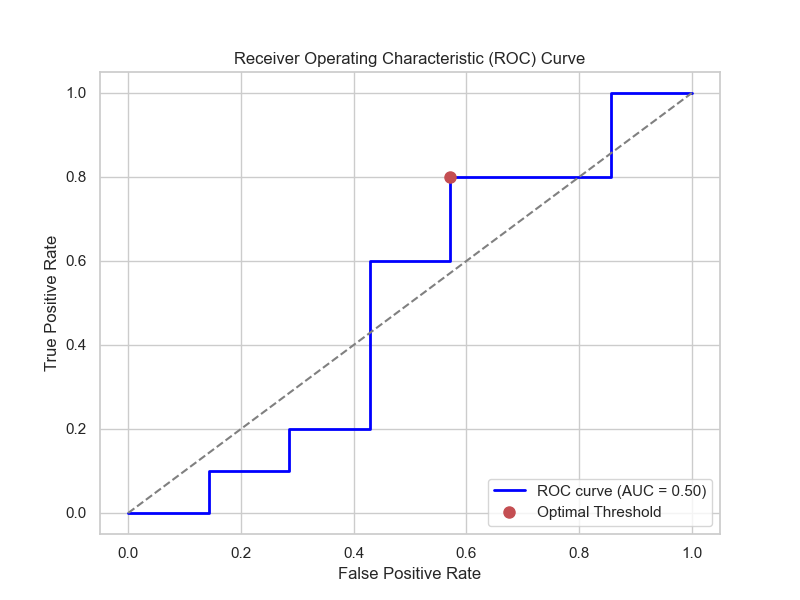 Receiver Operating Characteristic (ROC) Curve
1.0
0.8
0.6
0.4
0.2
0.0
True Positive Rate
ROC curve (AUC = 0.50)
Optimal Threshold
0.0 0.2 0.4 0.6 0.8 1.0
False Positive Rate